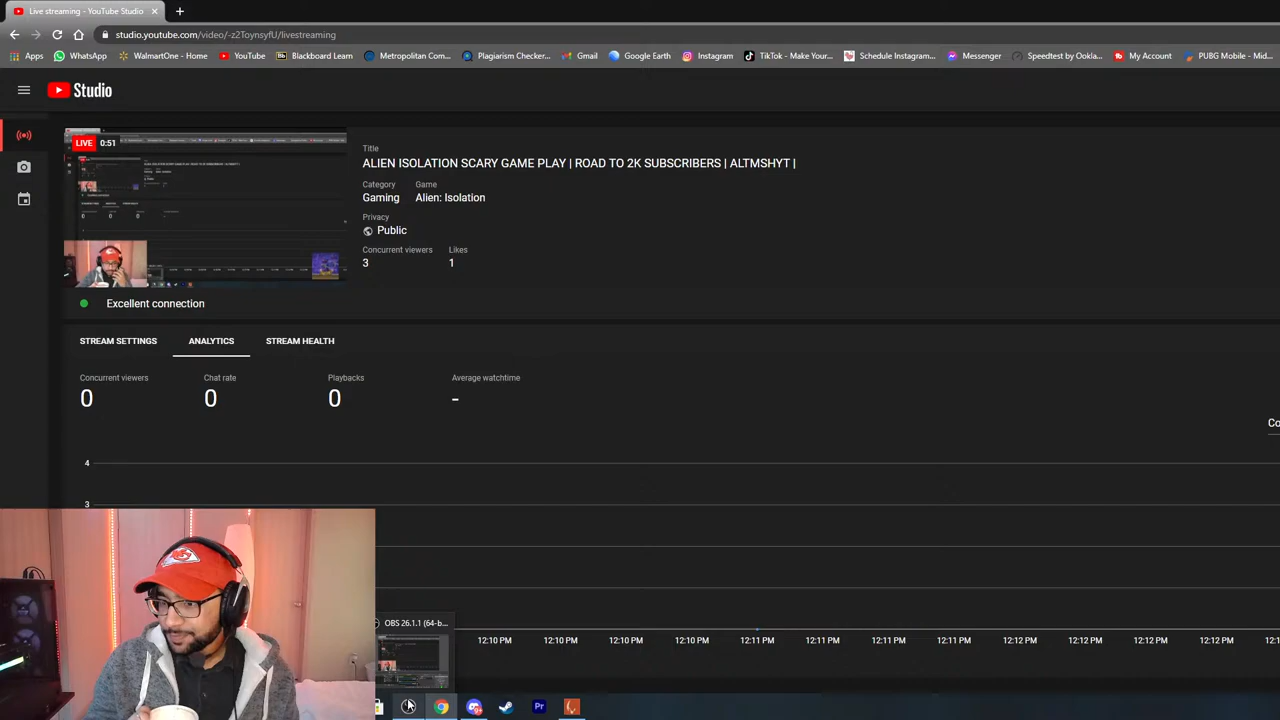 Live streaming - YouTube Studio
studio.youtube.com/video/-z2ToynsyfU/livestreaming
Apps WhatsApp WalmartOne - Home YouTube Blackboard Learn Metropolitan Com... Plagiarism Checker... Gmail Google Earth Instagram TikTok - Make Your... Schedule Instagram... Messenger Speedtest by Ookla... My Account PUBG Mobile - Mid...
Studio
LIVE 0:51
Title
ALIEN ISOLATION SCARY GAME PLAY | ROAD TO 2K SUBSCRIBERS | ALTMSHYT |
Category Game
Gaming Alien: Isolation
Privacy
Public
Concurrent viewers Likes
3 1
Excellent connection
STREAM SETTINGS ANALYTICS STREAM HEALTH
Concurrent viewers Chat rate Playbacks Average watchtime
0 0 0 -
Co
4
3
OBS 26.1.1 (64-b...
12:10 PM 12:10 PM 12:10 PM 12:10 PM 12:11 PM 12:11 PM 12:11 PM 12:11 PM 12:12 PM 12:12 PM 12:12 PM 12:1
Pr